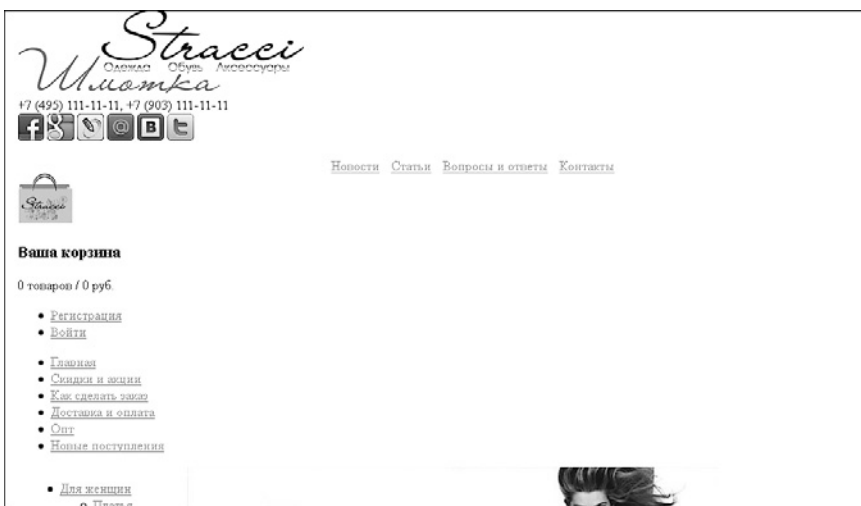 Stracci
Одежда Обувь Аксессуары
Шмотка
+7 (495) 111-11-11, +7 (903) 111-11-11
f g @ B t
Новости Статьи Вопросы и ответы Контакты
Stracci
Ваша корзина
0 товаров / 0 руб.
Регистрация
Войти
Главная
Скидки и акции
Как сделать заказ
Доставка и оплата
Опт
Новые поступления
Для женщин
Платья